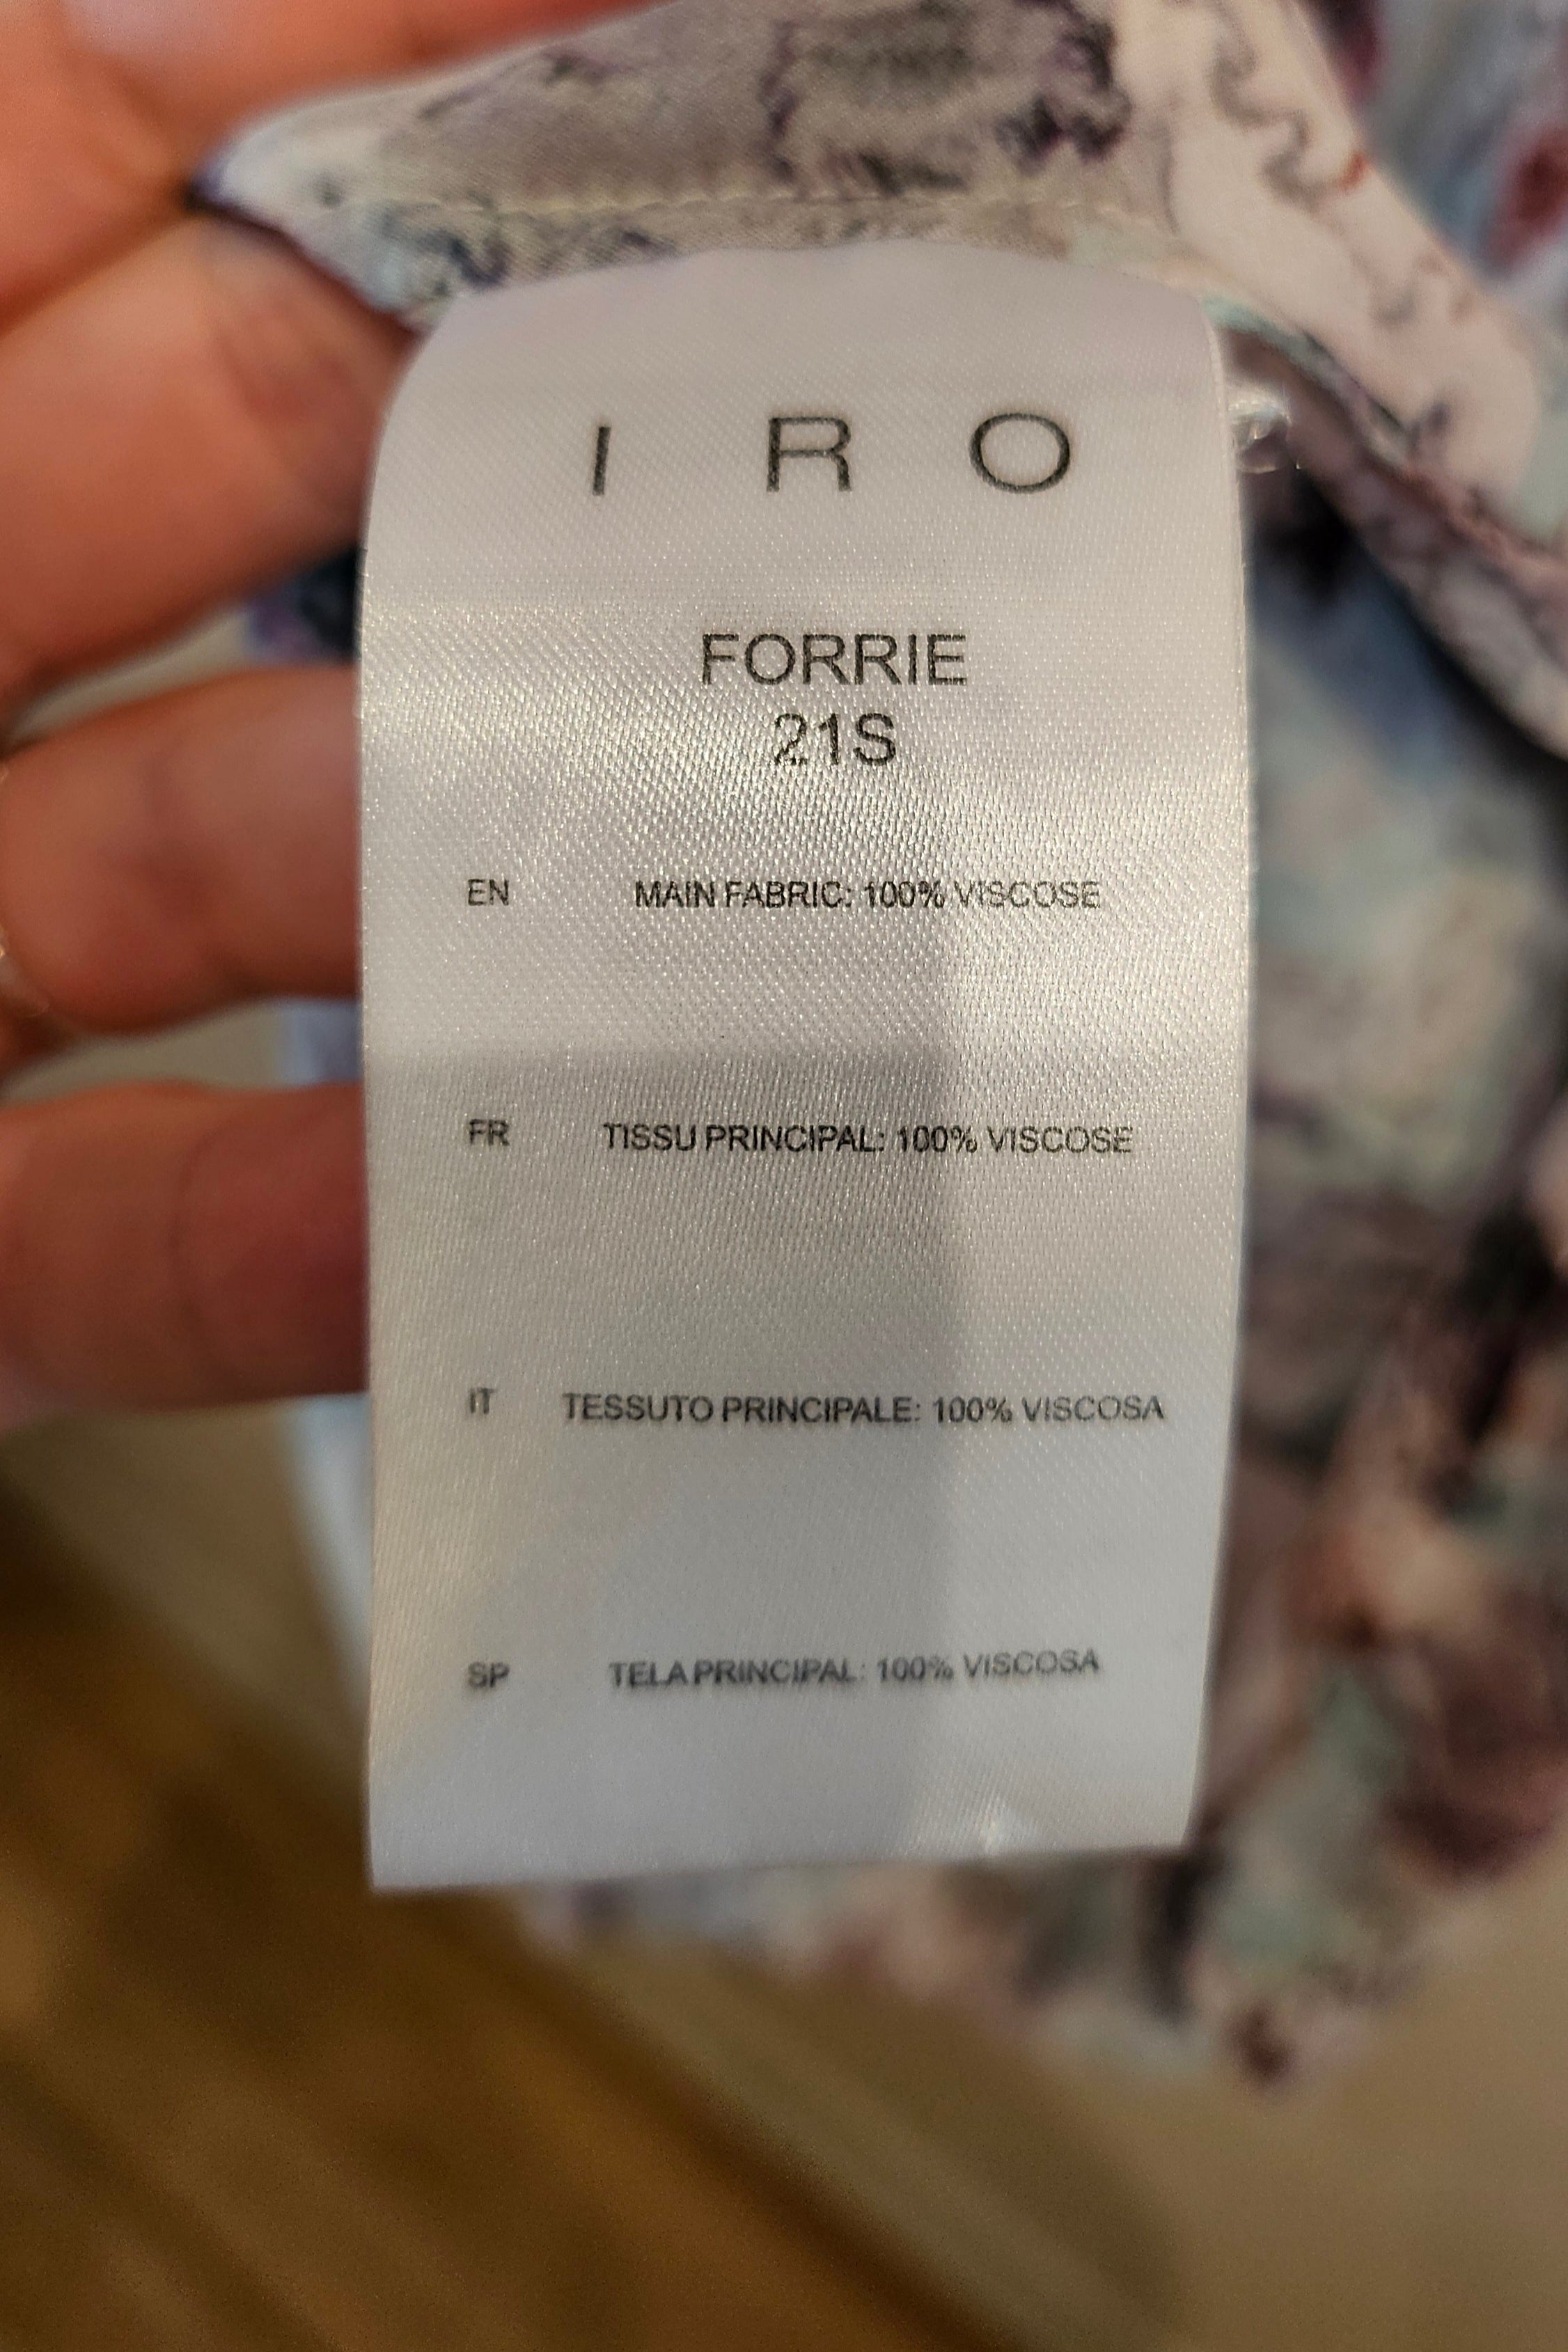 I R O
FORRIE
21S
EN MAIN FABRIC: 100% VISCOSE
FR TISSU PRINCIPAL: 100% VISCOSE
IT TESSUTO PRINCIPALE: 100% VISCOSA
SP TELA PRINCIPAL: 100% VISCOSA